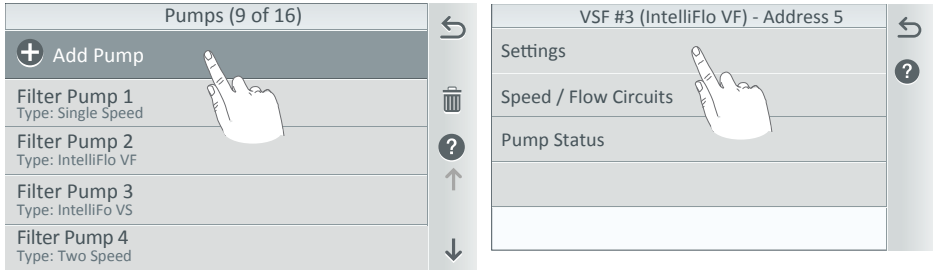 Pumps (9 of 16)
Add Pump
Filter Pump 1
Type: Single Speed
Filter Pump 2
Type: IntelliFlo VF
Filter Pump 3
Type: IntelliFo VS
Filter Pump 4
Type: Two Speed
VSF #3 (IntelliFlo VF) - Address 5
Settings
Speed / Flow Circuits
Pump Status